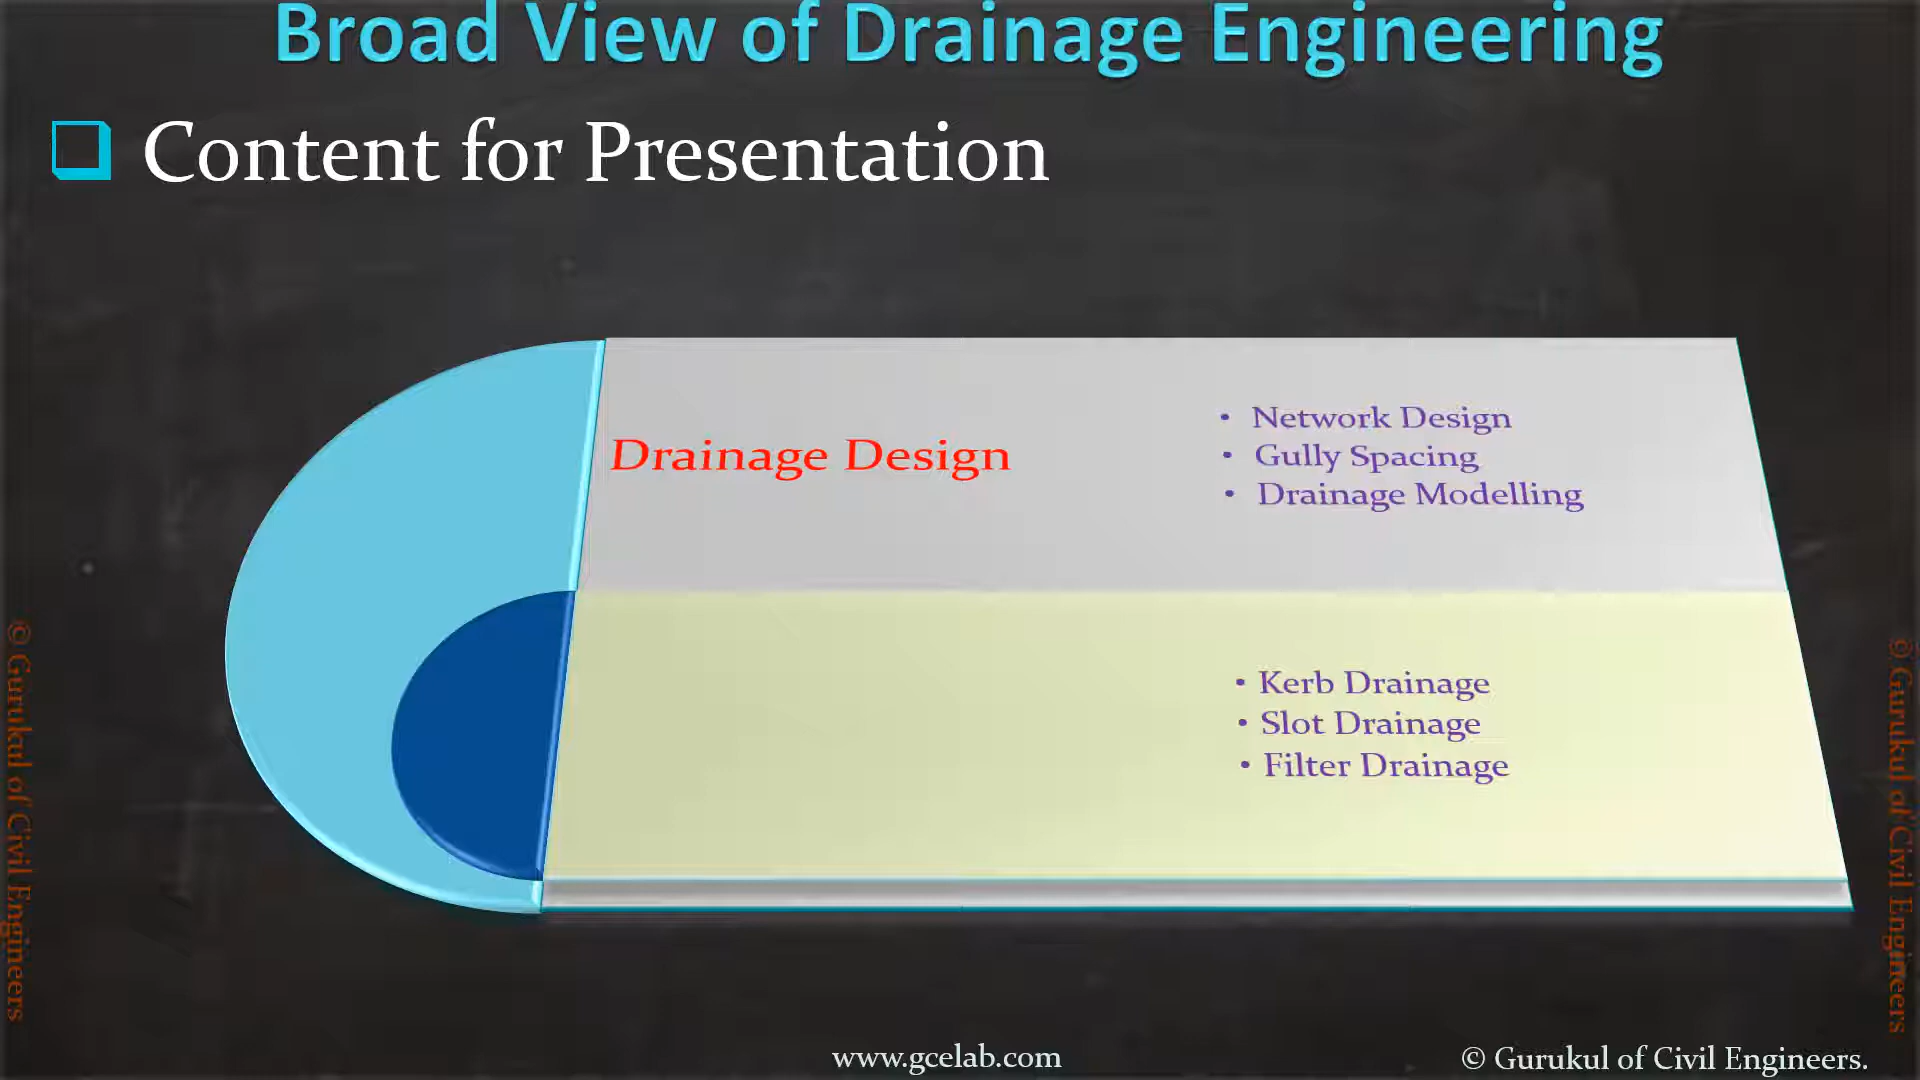 Broad View of Drainage Engineering
Content for Presentation
Drainage Design
• Network Design
• Gully Spacing
• Drainage Modelling
• Kerb Drainage
• Slot Drainage
• Filter Drainage
© Gurukul of Civil Engineers
© Gurukul of Civil Engineers
www.gcelab.com
© Gurukul of Civil Engineers.